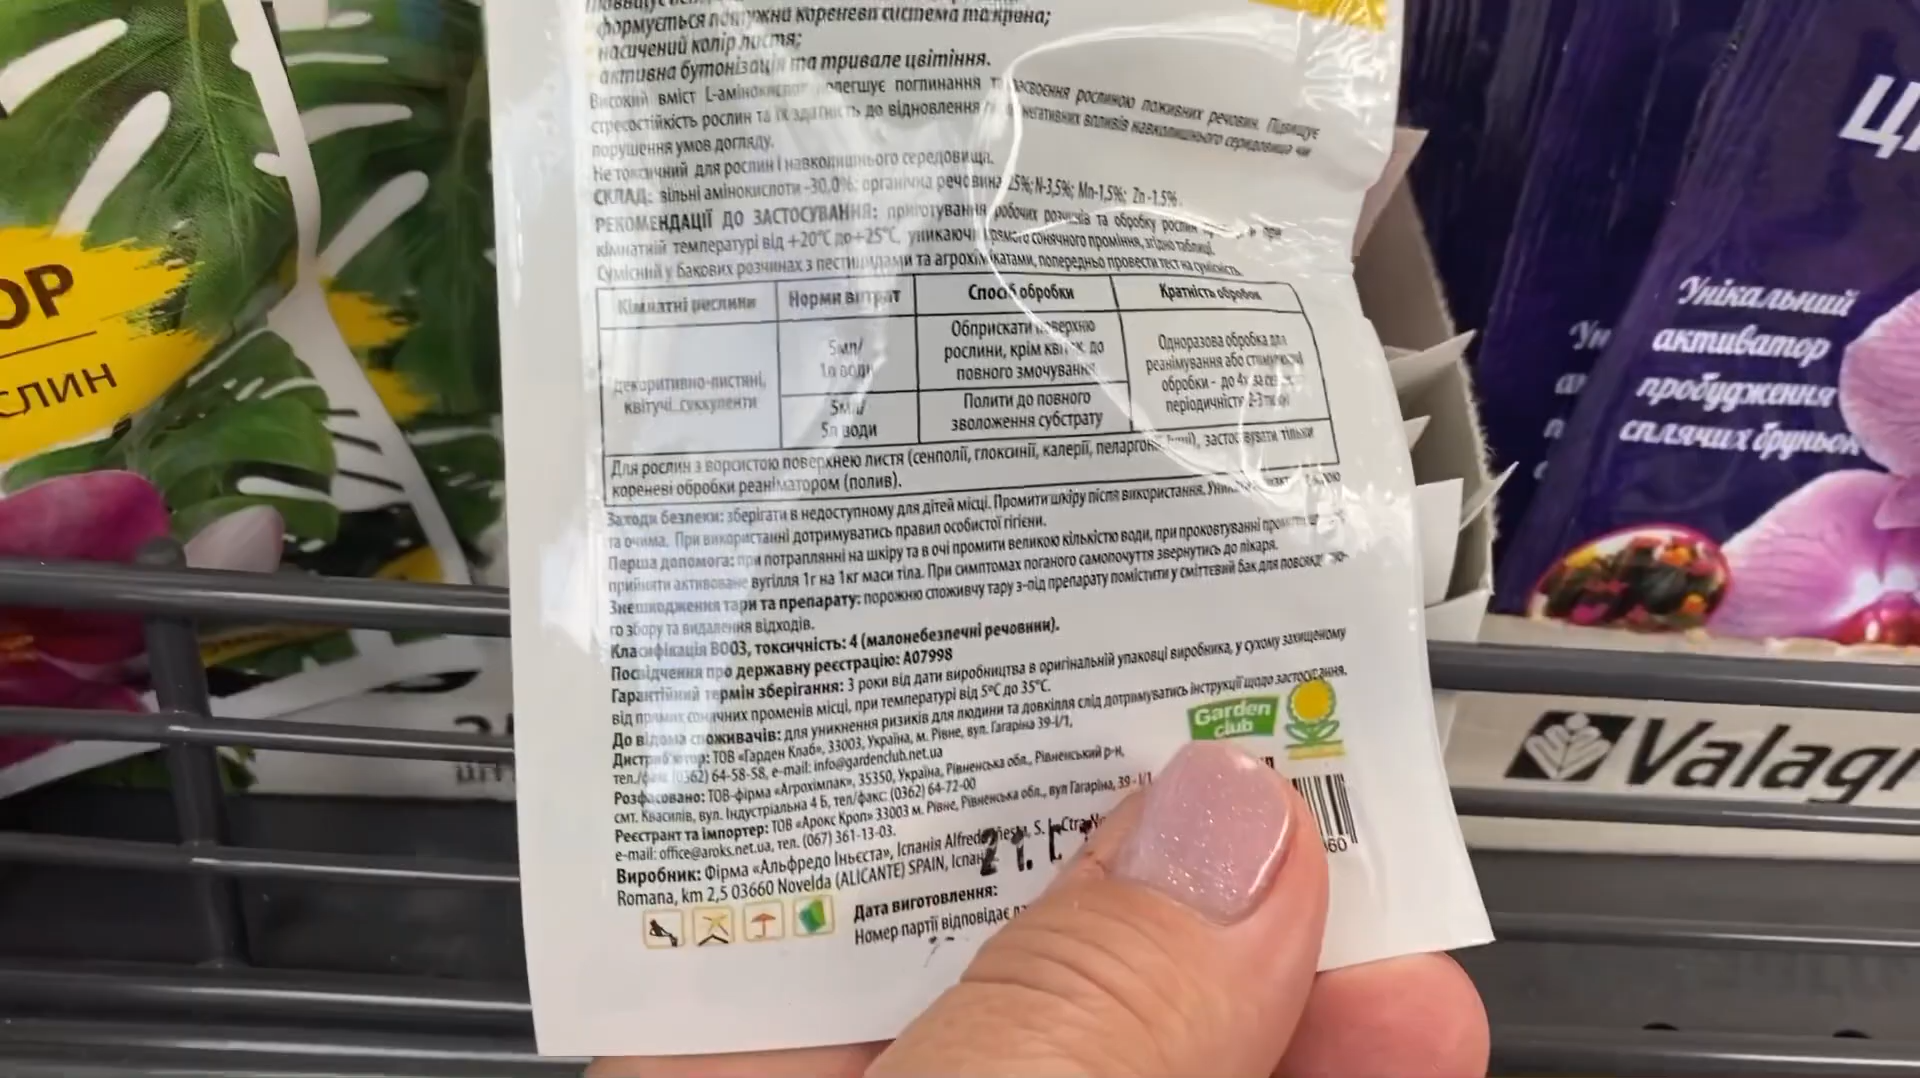 формується потужна коренева система та крона;
насичений колір листя;
активна бутонізація та тривале цвітіння.
Високий вміст L-амінокислот полегшує поглинання та засвоєння рослиною поживних речовин. Підвищує
стресостійкість рослин та їх здатність до відновлення негативних впливів навколишнього середовища чи
порушення умов догляду.
Не токсичний для рослин і навколишнього середовища.
СКЛАД: вільні амінокислоти -30,0%; органічна речовина 25%; N-3,5%; Mn-1,5%; Zn-1.5%.
РЕКОМЕНДАЦІЇ ДО ЗАСТОСУВАННЯ: приготування робочих розчинів та обробку рослин при
кімнатній температурі від +20°C до +25°C, уникаючи прямого сонячного проміння, згідно таблиці.
Сумісний у бакових розчинах з пестицидами та агрохімікатами, попередньо провести тест на сумісність.
Кімнатні рослини
Норми витрат
Спосіб обробки
Кратність обробок
декоративно-листяні,
квітучі, суккуленти
5мл/
1л води
Обприскати поверхню
рослини, крім квіток до
повного змочування
5мл/
5л води
Полити до повного
зволоження субстрату
Одноразова обробка для
реанімування або
обробки - до 4х за
періодичністю 2-3
Для рослин з ворсистою поверхнею листя (сенполії, глоксинії, калерії, пеларгонії застосовувати тільки
кореневі обробки реаніматором (полив).
Заходи безпеки: зберігати в недоступному для дітей місці. Промити шкіру після використання.
та очима. При використанні дотримуватись правил особистої гігієни.
Перша допомога: при потраплянні на шкіру та в очі промити великою кількістю води, при проковтуванні
прийняти активоване вугілля 1г на 1кг маси тіла. При симптомах поганого самопочуття звернутись до лікаря.
Знешкодження тари та препарату: порожню споживчу тару з-під препарату помістити у сміттєвий бак для
го збору та видалення відходів.
Класифікація ВООЗ, токсичність: 4 (малонебезпечні речовини).
Посвідчення про державну реєстрацію: А07998
Гарантійний термін зберігання: 3 роки від дати виробництва в оригінальній упаковці виробника, у сухому захищеному
від прямих сонячних променів місці, при температурі від 5°C до 35°C.
До відома споживачів: для уникнення ризиків для людини та довкілля слід дотримуватись інструкції щодо застосування.
Дистриб'ютор: ТОВ «Гарден Клаб», 33003, Україна, м. Рівне, вул. Гагаріна 39-І/1,
тел./факс (0362) 64-58-58, e-mail: info@gardenclub.net.ua
Розфасовано: ТОВ-фірма «Агрохімпак», 35350, Україна, Рівненська обл., Рівненський р-н,
смт. Квасилів, вул. Індустріальна 4 Б, тел/факс: (0362) 64-72-00
Реєстрант та імпортер: ТОВ «Арокс Кроп» 33003 м. Рівне, Рівненська обл., вул Гагаріна, 39 - І/1
e-mail: office@aroks.net.ua, тел. (067) 361-13-03.
Виробник: Фірма «Альфредо Іньєста», Іспанія Alfredo Iñesta, S. L Ctra
Romana, km 2,5 03660 Novelda (ALICANTE) SPAIN,
21.
Дата виготовлення:
Номер партії відповідає
Garden
club
60
ОР
СЛИН
Ц
Унікальний
активатор
пробудження
сплячих бруньок
Valagr